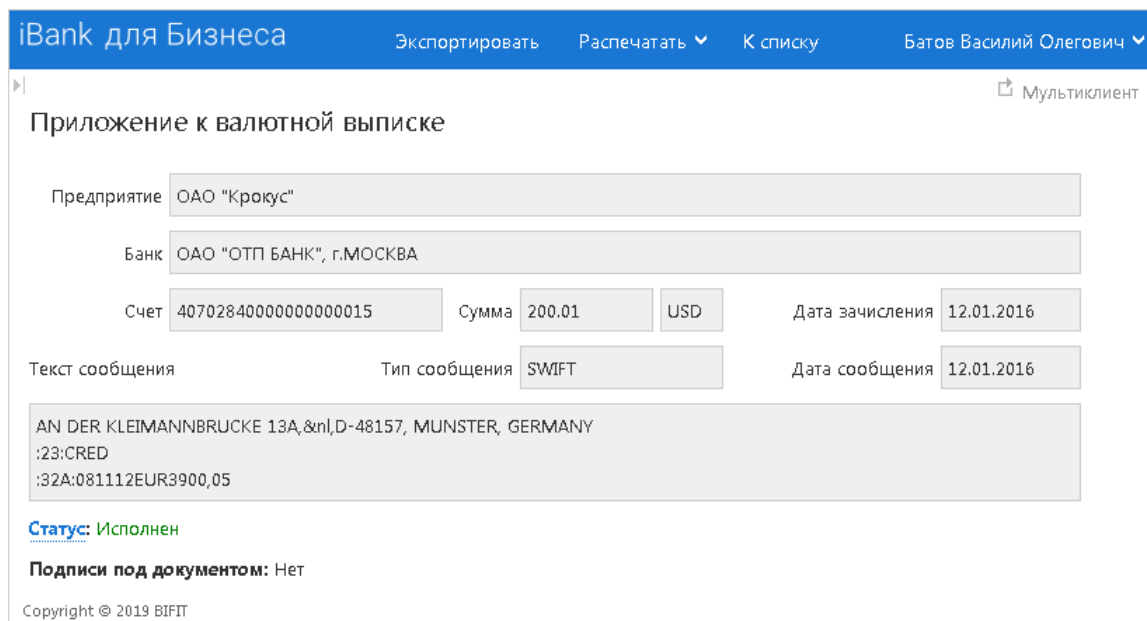 iBank для Бизнеса Экспортировать Распечатать К списку Батов Василий Олегович
Мультиклиент
Приложение к валютной выписке
Предприятие ОАО "Крокус"
Банк ОАО "ОТП БАНК", г.МОСКВА
Счет 40702840000000000015 Сумма 200.01 USD Дата зачисления 12.01.2016
Текст сообщения Тип сообщения SWIFT Дата сообщения 12.01.2016
AN DER KLEIMANNBRUCKE 13A,&nl,D-48157, MUNSTER, GERMANY
:23:CRED
:32A:081112EUR3900,05
Статус: Исполнен
Подписи под документом: Нет
Copyright © 2019 BIFIT